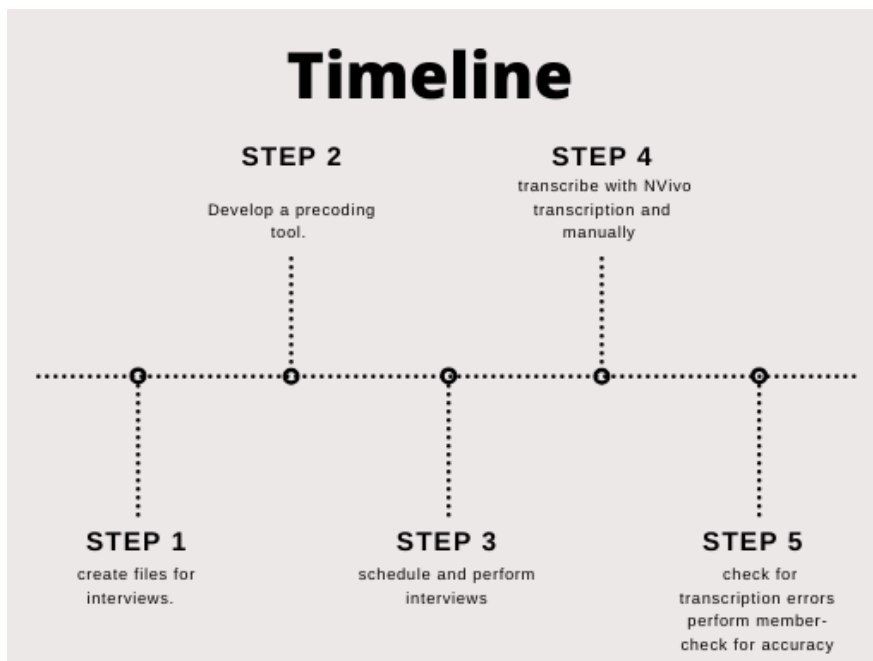 Timeline
STEP 2
Develop a precoding
tool.
STEP 4
transcribe with NVivo
transcription and
manually
STEP 1
create files for
interviews.
STEP 3
schedule and perform
interviews
STEP 5
check for
transcription errors
perform member-
check for accuracy